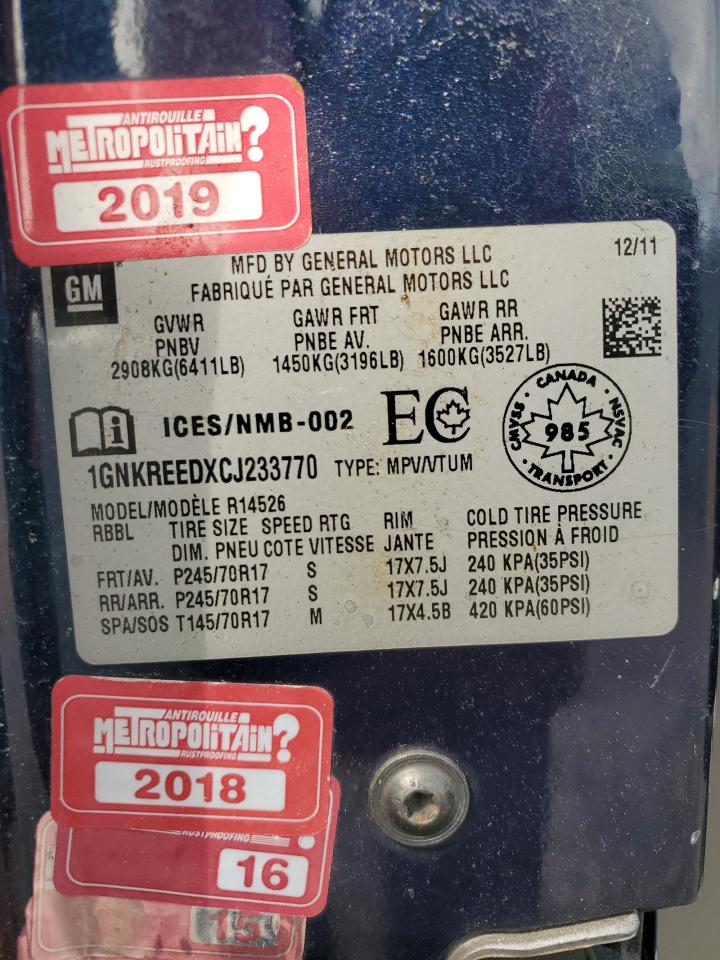 ANTIROUILLE
METROPOLITAIN?
RUSTPROOFING
2019
GM
MFD BY GENERAL MOTORS LLC
12/11
FABRIQUÉ PAR GENERAL MOTORS LLC
GVWR GAWR FRT GAWR RR
PNBV PNBE AV. PNBE ARR.
2908KG(6411LB) 1450KG(3196LB) 1600KG(3527LB)
i ICES/NMB-002 EC
CANADA
CMVSS · NSVAC
985
TRANSPORT
1GNKREEDXCJ233770 TYPE: MPV/VTUM
MODEL/MODÈLE R14526
RBBL TIRE SIZE SPEED RTG RIM COLD TIRE PRESSURE
DIM. PNEU COTE VITESSE JANTE PRESSION À FROID
FRT/AV. P245/70R17 S 17X7.5J 240 KPA(35PSI)
RR/ARR. P245/70R17 S 17X7.5J 240 KPA(35PSI)
SPA/SOS T145/70R17 M 17X4.5B 420 KPA(60PSI)
ANTIROUILLE
METROPOLITAIN?
RUSTPROOFING
2018
RUSTPROOFING
16
15